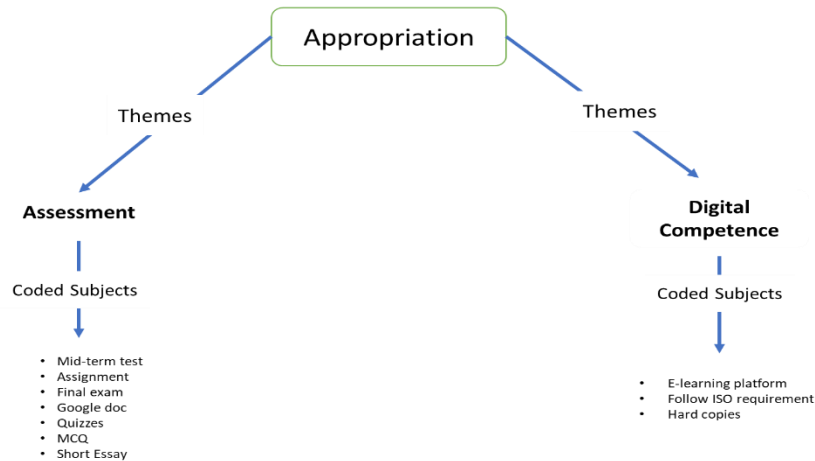 Appropriation
Themes
Themes
Assessment
Digital
Competence
Coded Subjects
Coded Subjects
• Mid-term test
• Assignment
• Final exam
• Google doc
• Quizzes
• MCQ
• Short Essay
• E-learning platform
• Follow ISO requirement
• Hard copies